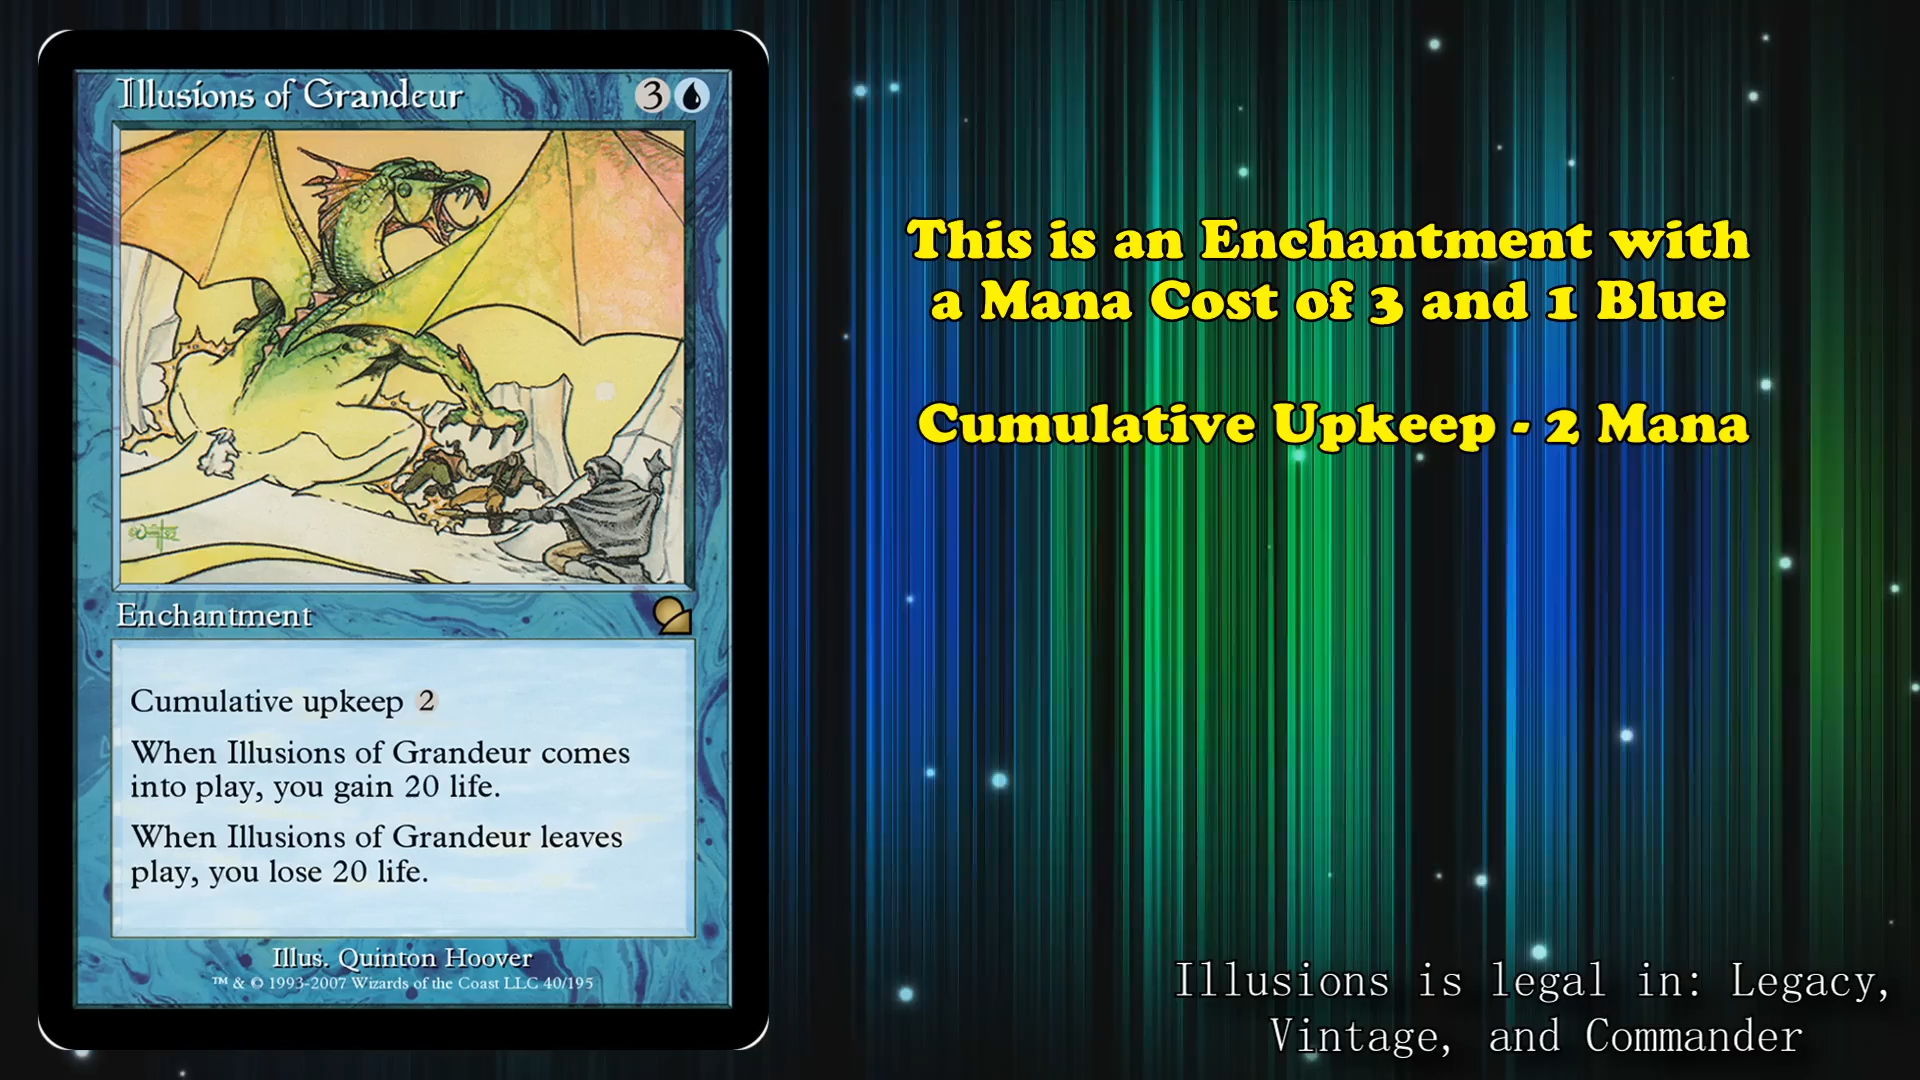 Illusions of Grandeur 3
Enchantment
Cumulative upkeep 2
When Illusions of Grandeur comes
into play, you gain 20 life.
When Illusions of Grandeur leaves
play, you lose 20 life.
Illus. Quinton Hoover
™ & © 1993-2007 Wizards of the Coast LLC 40/195
This is an Enchantment with
a Mana Cost of 3 and 1 Blue
Cumulative Upkeep - 2 Mana
Illusions is legal in: Legacy,
Vintage, and Commander